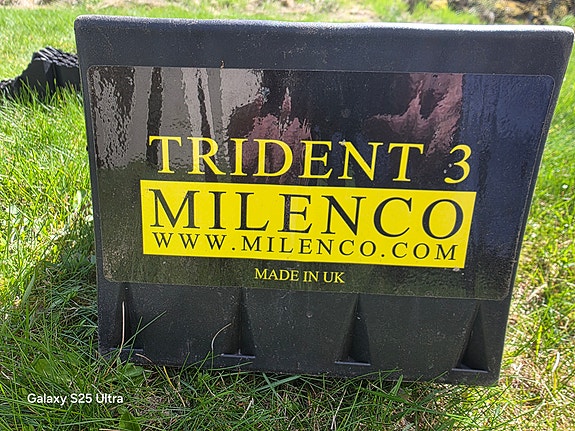 TRIDENT 3
MILENCO
WWW.MILENCO.COM
MADE IN UK
Galaxy S25 Ultra